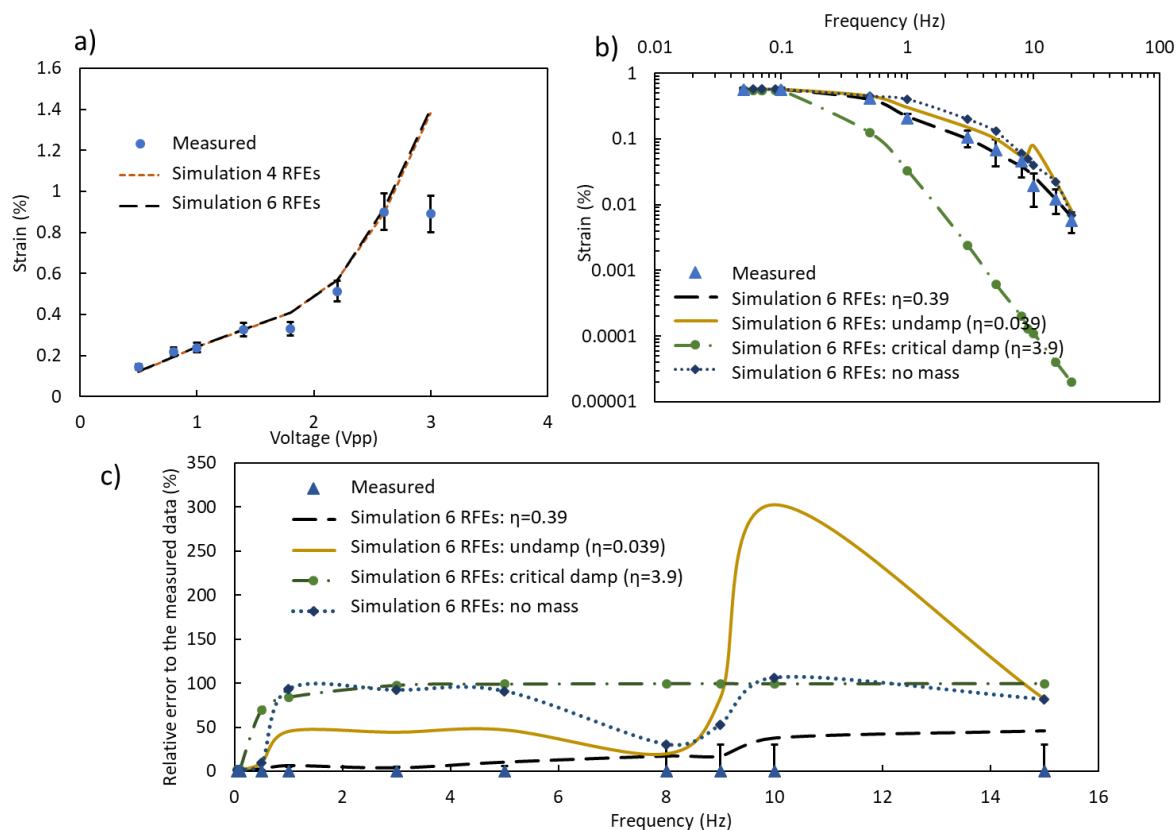 a)
1.6
1.4
1.2
1
0.8
0.6
0.4
0.2
0
Strain (%)
Measured
Simulation 4 RFEs
Simulation 6 RFEs
0 1 2 3 4
Voltage (Vpp)
b)
Frequency (Hz)
0.01 0.1 1 10 100
1
0.1
0.01
0.001
0.0001
0.00001
Strain (%)
Measured
Simulation 6 RFEs: η=0.39
Simulation 6 RFEs: undamp (η=0.039)
Simulation 6 RFEs: critical damp (η=3.9)
Simulation 6 RFEs: no mass
c)
350
300
250
200
150
100
50
0
Relative error to the measured data (%)
Measured
Simulation 6 RFEs: η=0.39
Simulation 6 RFEs: undamp (η=0.039)
Simulation 6 RFEs: critical damp (η=3.9)
Simulation 6 RFEs: no mass
0 2 4 6 8 10 12 14 16
Frequency (Hz)